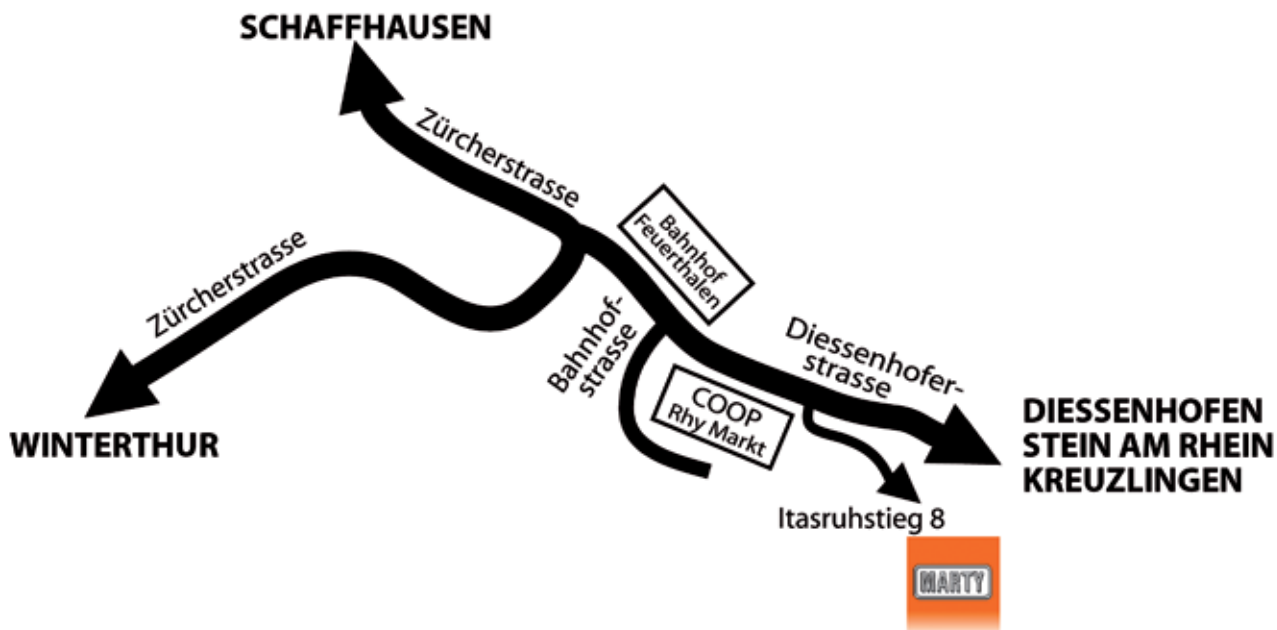 SCHAFFHAUSEN
Zürcherstrasse
Bahnhof
Feuerthalen
Zürcherstrasse
Bahnhof-
strasse
Diessenhofer-
strasse
COOP
Rhy Markt
DIESSENHOFEN
STEIN AM RHEIN
KREUZLINGEN
WINTERTHUR
Itasruhstieg 8
MARTY